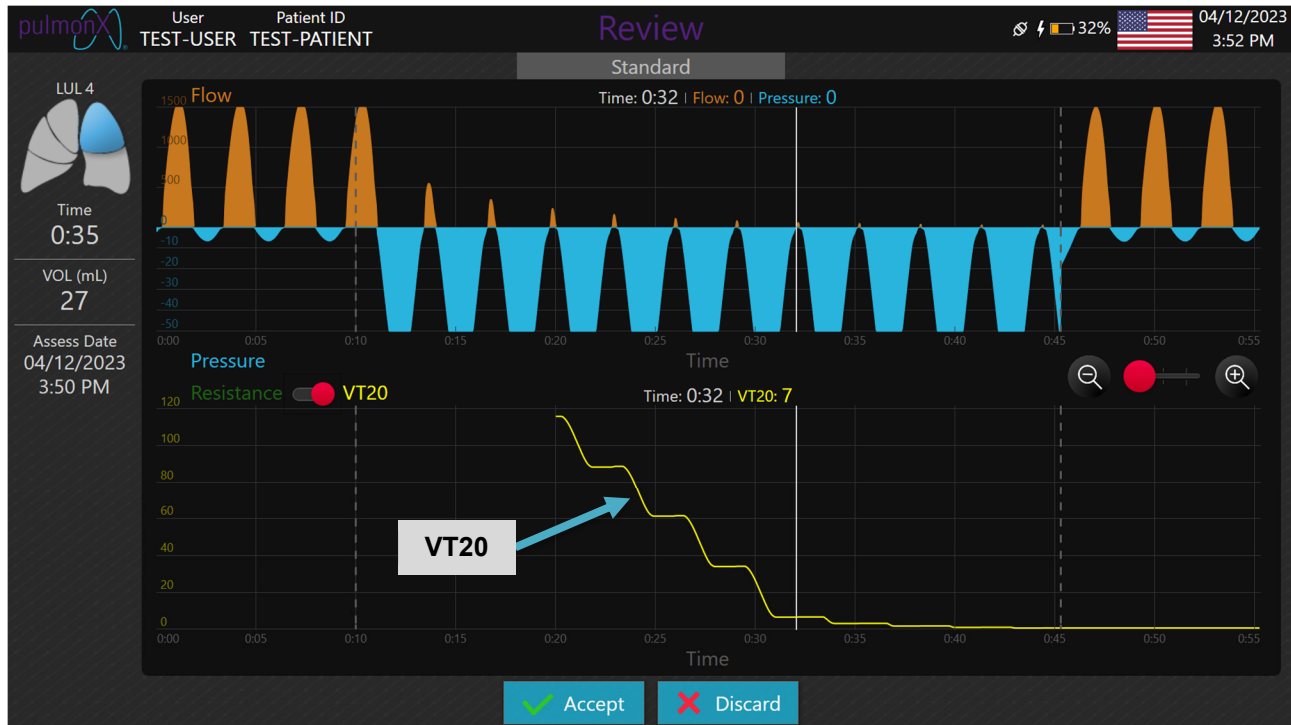 pulmonX
User
TEST-USER
Patient ID
TEST-PATIENT
Review
32%
04/12/2023
3:52 PM
Standard
LUL 4
Time
0:35
VOL (mL)
27
Assess Date
04/12/2023
3:50 PM
Flow
Time: 0:32 | Flow: 0 | Pressure: 0
1500
1000
500
0
-10
-20
-30
-40
-50
0:00 0:05 0:10 0:15 0:20 0:25 0:30 0:35 0:40 0:45 0:50 0:55
Pressure
Time
Resistance VT20
Time: 0:32 | VT20: 7
120
100
80
60
40
20
0
VT20
0:00 0:05 0:10 0:15 0:20 0:25 0:30 0:35 0:40 0:45 0:50 0:55
Time
Accept
Discard